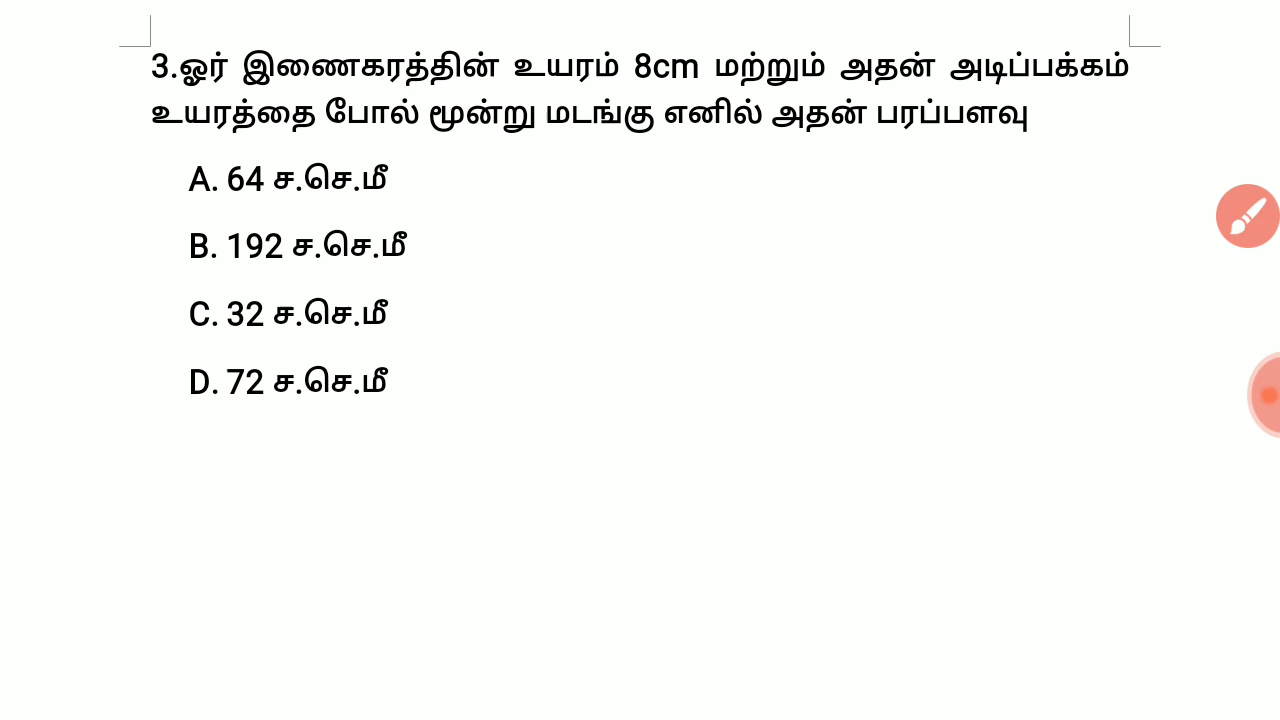 3.ஓர் இணைகரத்தின் உயரம் 8cm மற்றும் அதன் அடிப்பக்கம்
உயரத்தை போல் மூன்று மடங்கு எனில் அதன் பரப்பளவு
A. 64 ச.செ.மீ
B. 192 ச.செ.மீ
C. 32 ச.செ.மீ
D. 72 ச.செ.மீ